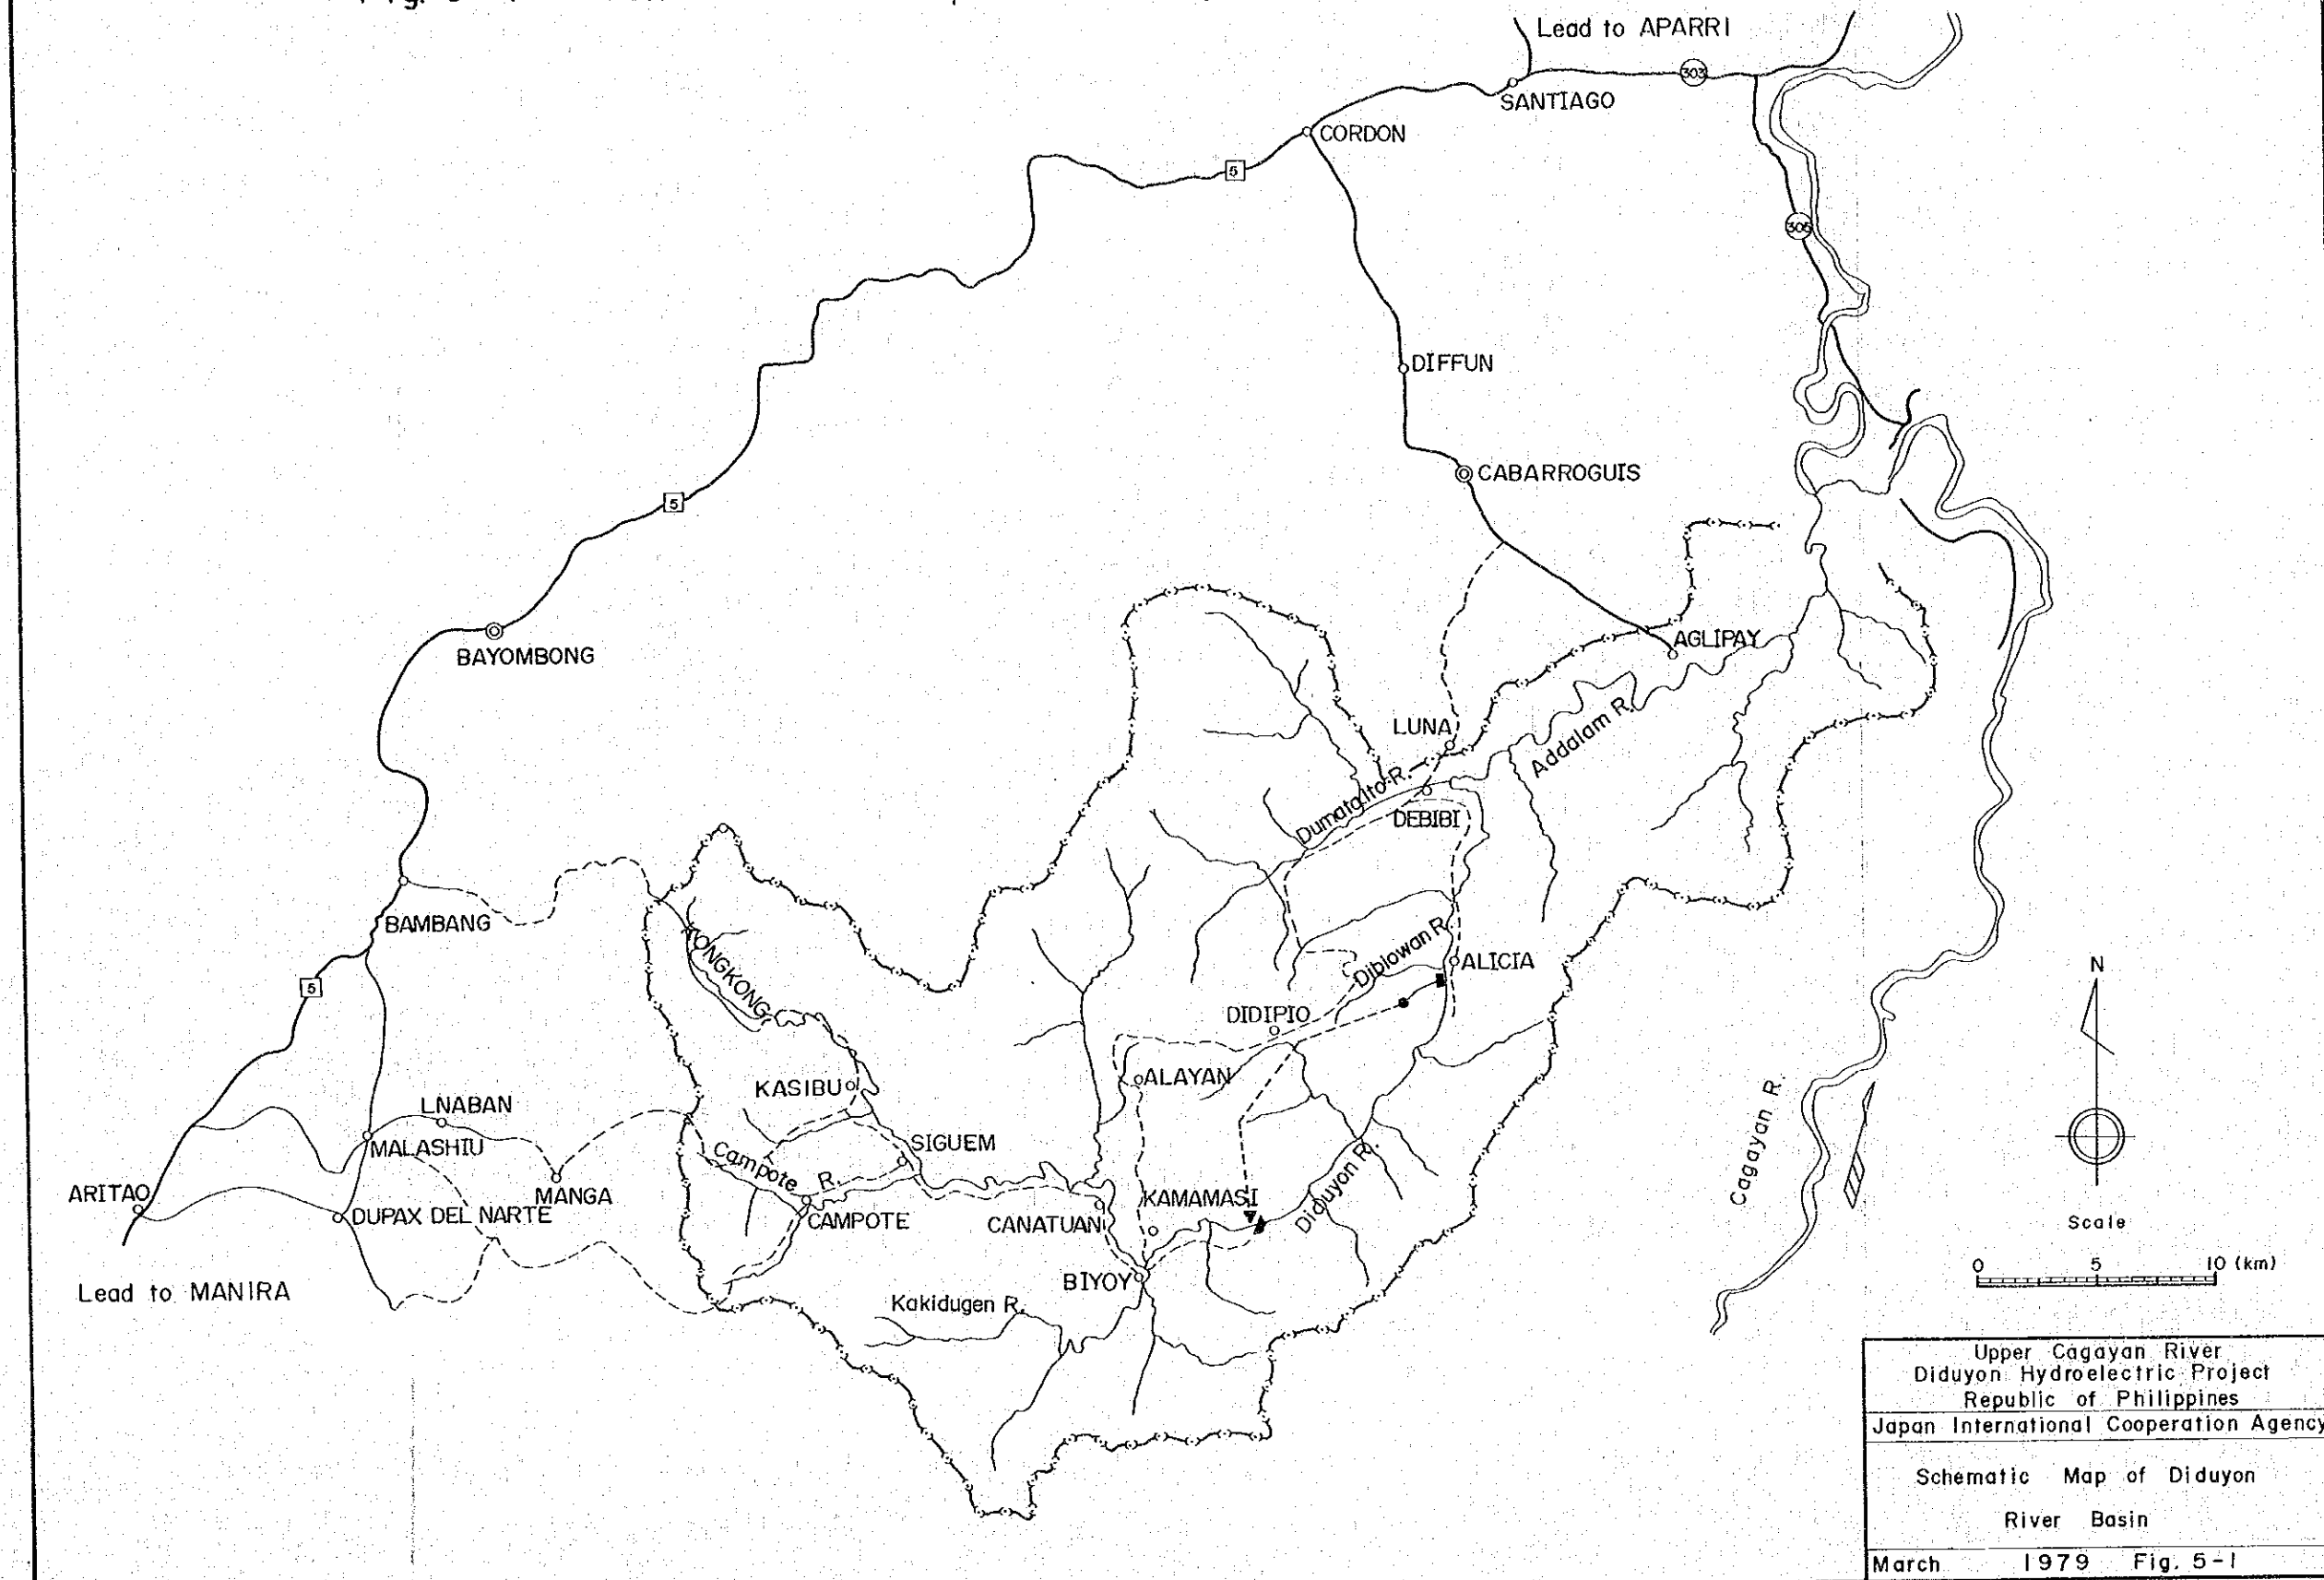 Lead to APARRI
303
SANTIAGO
CORDON
5
305
DIFFUN
CABARROGUIS
5
BAYOMBONG
AGLIPAY
LUNA
Addalam R.
Dumatalto R.
DEBIBI
BAMBANG
Diblowan R.
ALICIA
KONGKONG
N
5
DIDIPIO
ALAYAN
KASIBU
Cagayan R.
LNABAN
MALASHIU
SIGUEM
Campote R.
ARITAO
MANGA
KAMAMASI
Diduyon R.
DUPAX DEL NARTE
CAMPOTE
CANATUAN
Scale
0 5 10 (km)
BIYOY
Lead to MANIRA
Kakidugen R.
Upper Cagayan River
Diduyon Hydroelectric Project
Republic of Philippines
Japan International Cooperation Agency
Schematic Map of Diduyon
River Basin
March 1979 Fig. 5-1